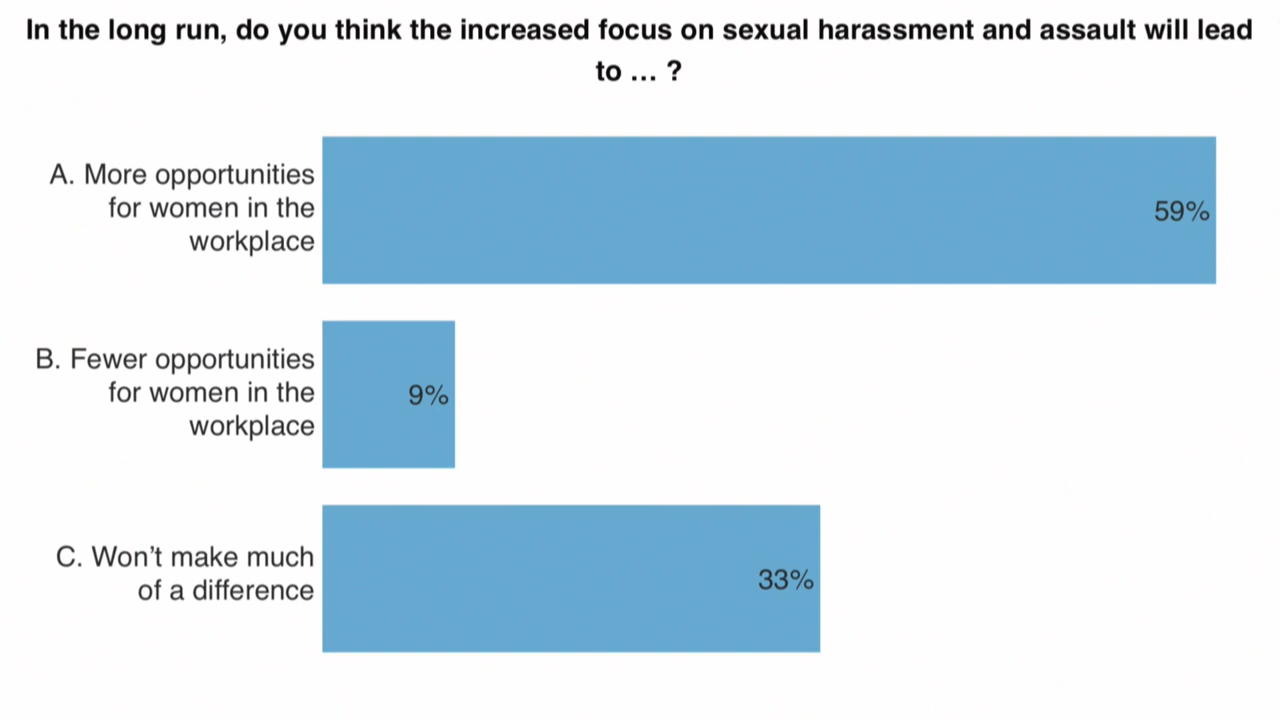 In the long run, do you think the increased focus on sexual harassment and assault will lead
to ... ?
A. More opportunities
for women in the
workplace
59%
B. Fewer opportunities
for women in the
workplace
9%
C. Won’t make much
of a difference
33%